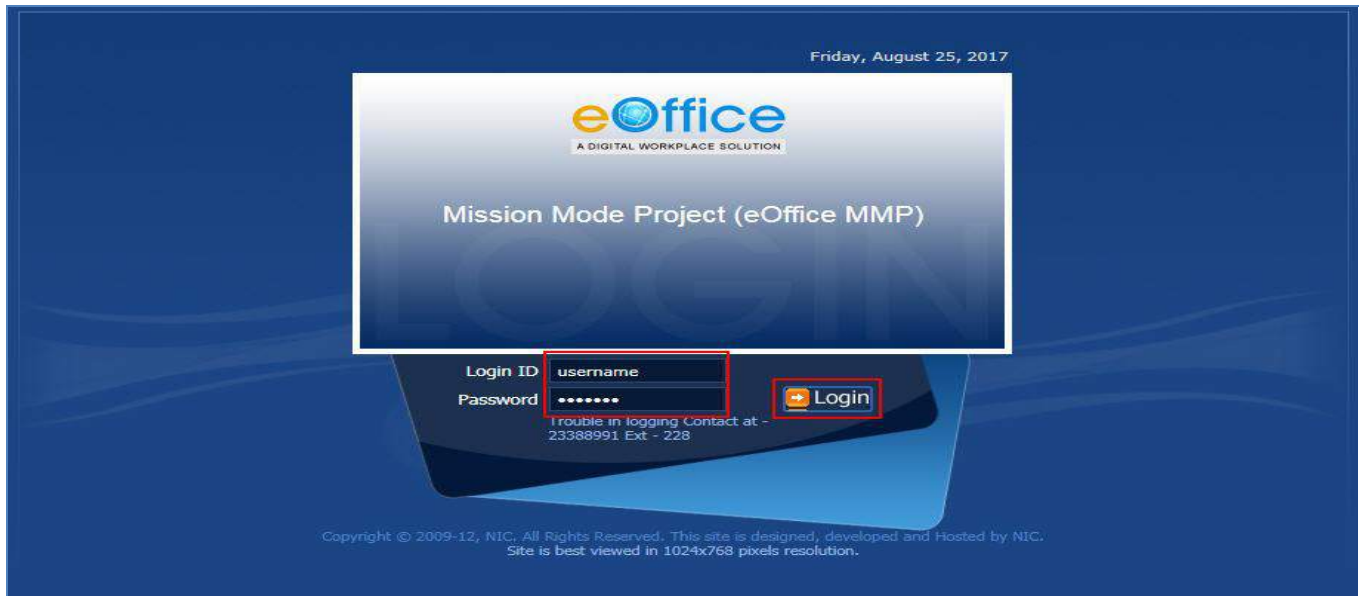 Friday, August 25, 2017
eOffice
A DIGITAL WORKPLACE SOLUTION
Mission Mode Project (eOffice MMP)
LOGIN
Login ID username
Password •••••••
Login
Trouble in logging Contact at -
23388991 Ext - 228
Copyright © 2009-12, NIC. All Rights Reserved. This site is designed, developed and Hosted by NIC.
Site is best viewed in 1024x768 pixels resolution.